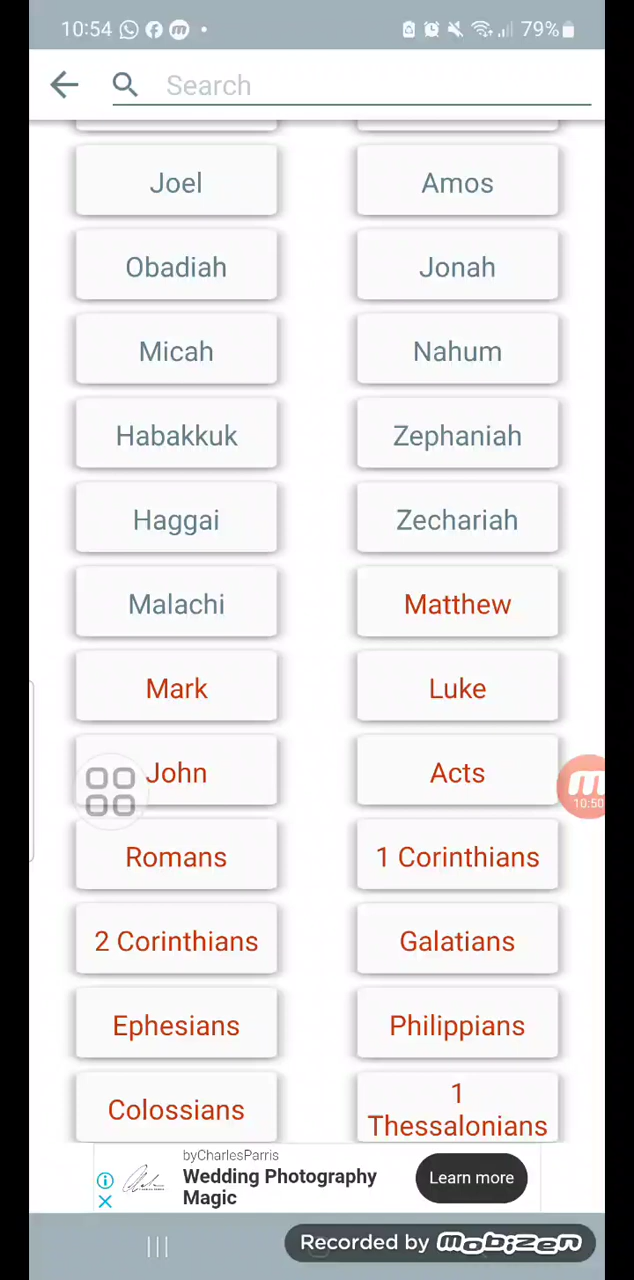 10:54 79%
Search
Joel Amos
Obadiah Jonah
Micah Nahum
Habakkuk Zephaniah
Haggai Zechariah
Malachi Matthew
Mark Luke
John Acts
10:50
Romans 1 Corinthians
2 Corinthians Galatians
Ephesians Philippians
Colossians 1
Thessalonians
byCharlesParris
Wedding Photography
Magic
Learn more
Recorded by mobizen